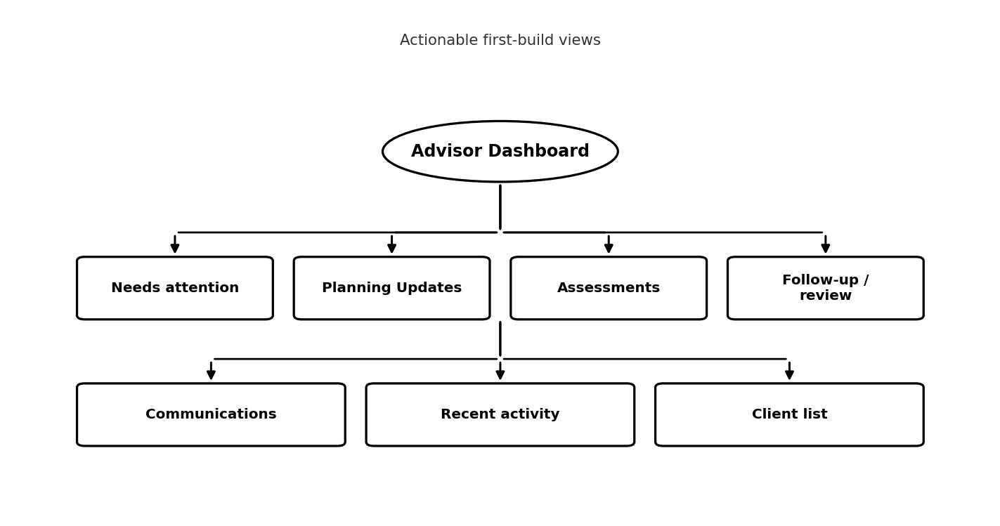 Actionable first-build views
Advisor Dashboard
Needs attention
Planning Updates
Assessments
Follow-up /
review
Communications
Recent activity
Client list